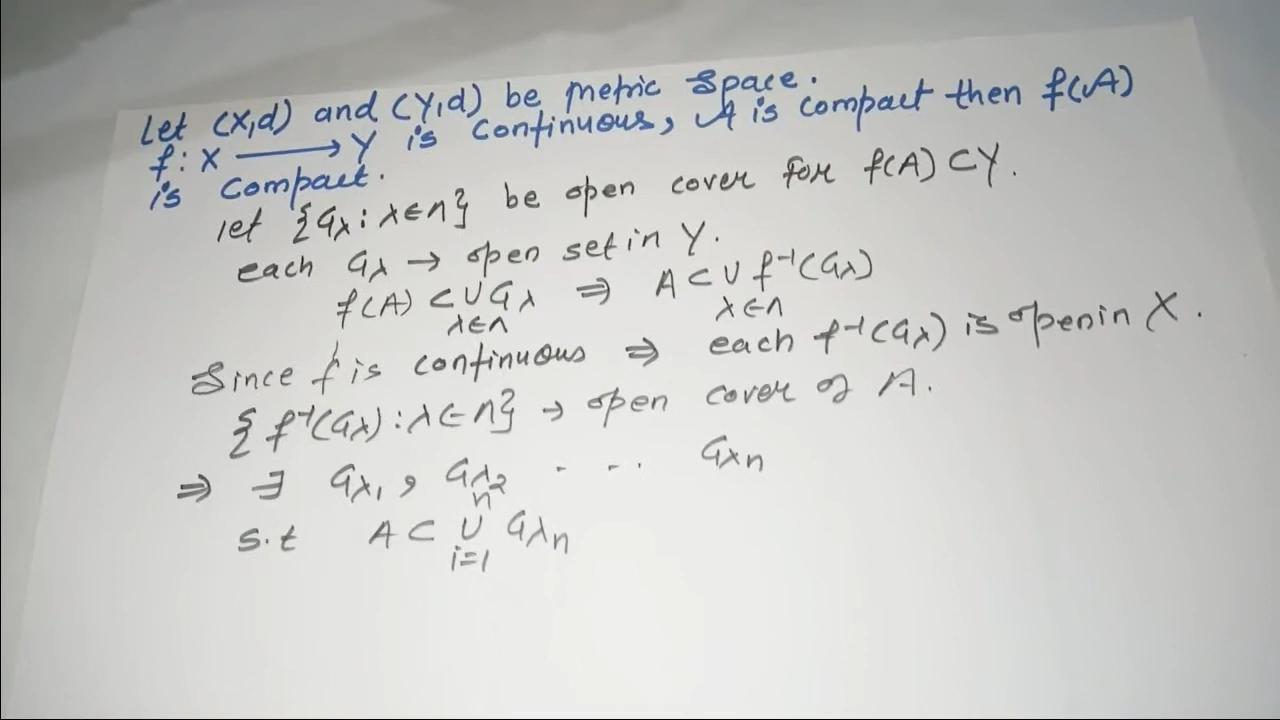 Let (X,d) and (Y,d) be metric space.
f: X ⟶ Y is continuous, A is compact then f(A)
is compact.
let {Gλ : λ∈Λ} be open cover for f(A) ⊂ Y.
each Gλ → open set in Y.
f(A) ⊂ ∪ Gλ ⇒ A ⊂ ∪ f⁻¹(Gλ)
λ∈Λ λ∈Λ
Since f is continuous ⇒ each f⁻¹(Gλ) is open in X.
{f⁻¹(Gλ) : λ∈Λ} → open cover of A.
⇒ ∃ Gλ₁, Gλ₂ ... Gλn
n
s.t A ⊂ ∪ Gλn
i=1